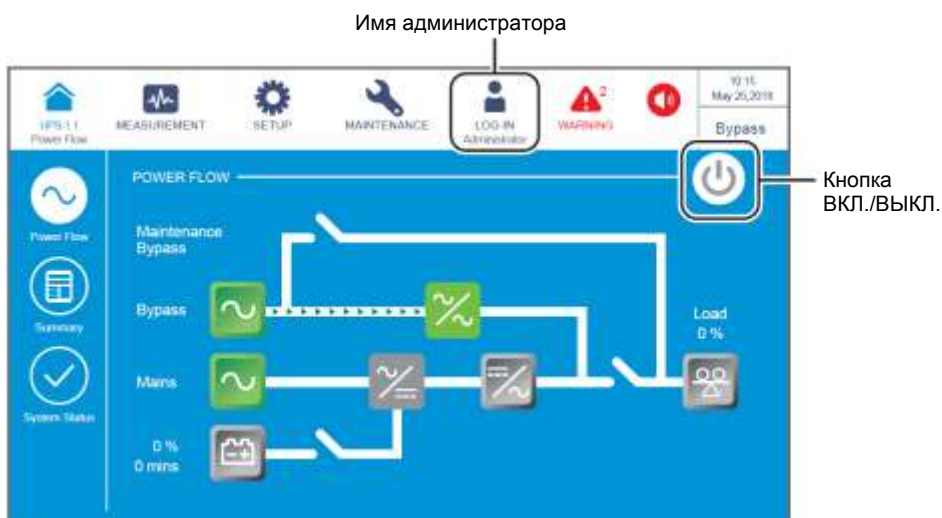 Имя администратора
10:15
May 25,2018
UPS-1.1
Power Flow
MEASUREMENT
SETUP
MAINTENANCE
LOG-IN
Administrator
2
WARNING
Bypass
POWER FLOW
Кнопка
ВКЛ./ВЫКЛ.
Power Flow
Maintenance
Bypass
Summary
Bypass
Load
0 %
Mains
System Status
0 %
0 mins